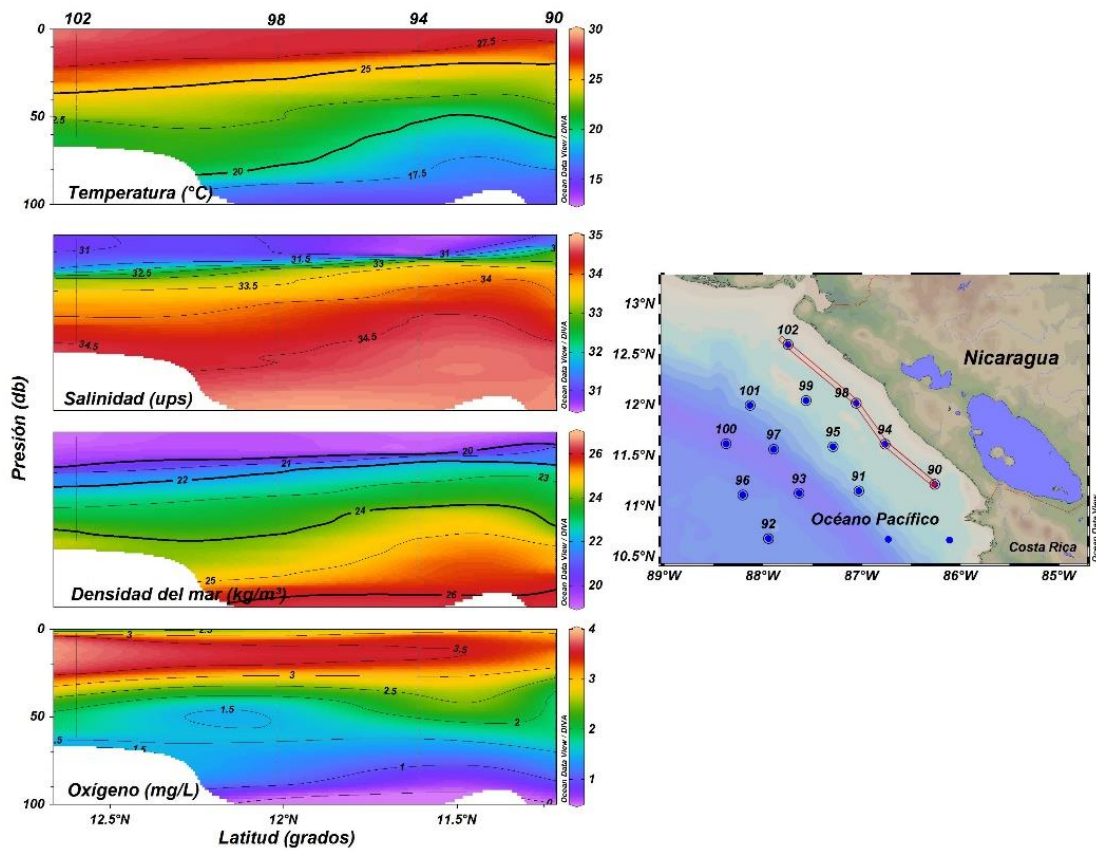 102 98 94 90
0
50
100
27.5
25
2.5
20
17.5
Temperatura (°C)
30
25
20
15
Ocean Data View / DIVA
31
31.5
31
32.5
33
33.5
34
34.5
34.5
Salinidad (ups)
35
34
33
32
31
30
Ocean Data View / DIVA
Presión (db)
20
21
22
23
24
25
26
Densidad del mar (kg/m³)
26
24
22
20
Ocean Data View / DIVA
0
50
100
2.5
3
3.5
3
2.5
1.5
2
.5
1.5
1
0
Oxígeno (mg/L)
4
3
2
1
Ocean Data View / DIVA
12.5°N 12°N 11.5°N
Latitud (grados)
13°N
12.5°N
12°N
11.5°N
11°N
10.5°N
102
Nicaragua
101 99 98
100 97 95 94
96 93 91 90
92
Océano Pacífico
Costa Rica
89°W 88°W 87°W 86°W 85°W
Ocean Data View